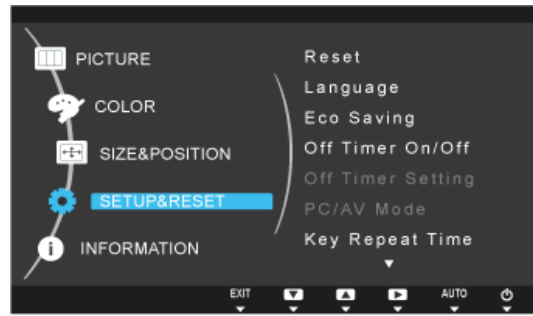 PICTURE
COLOR
SIZE&POSITION
SETUP&RESET
INFORMATION
Reset
Language
Eco Saving
Off Timer On/Off
Off Timer Setting
PC/AV Mode
Key Repeat Time
EXIT
AUTO